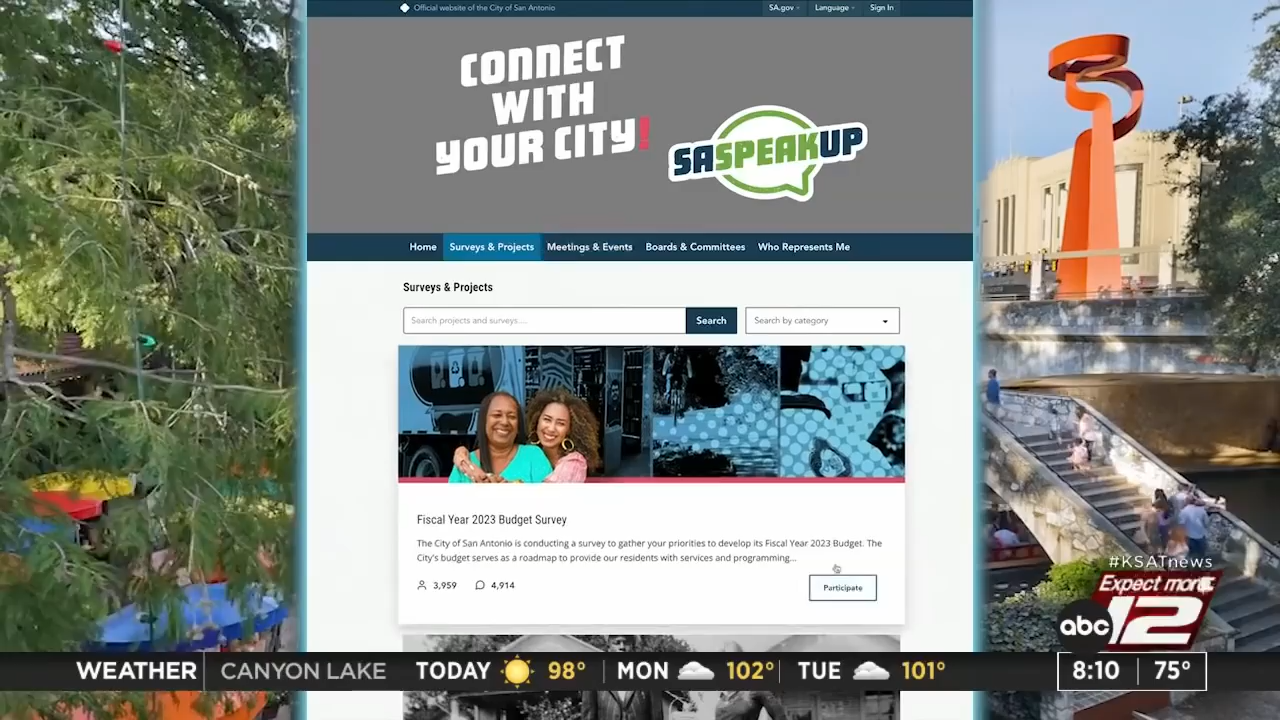 Official website of the City of San Antonio
SA.gov
Language
Sign In
CONNECT
WITH
YOUR CITY!
SASPEAKUP
Home
Surveys & Projects
Meetings & Events
Boards & Committees
Who Represents Me
Surveys & Projects
Search projects and surveys....
Search
Search by category
Fiscal Year 2023 Budget Survey
The City of San Antonio is conducting a survey to gather your priorities to develop its Fiscal Year 2023 Budget. The
City's budget serves as a roadmap to provide our residents with services and programming...
3,959
4,914
Participate
#KSATnews
Expect more
abc 12
WEATHER CANYON LAKE TODAY 98° MON 102° TUE 101° 8:10 75°